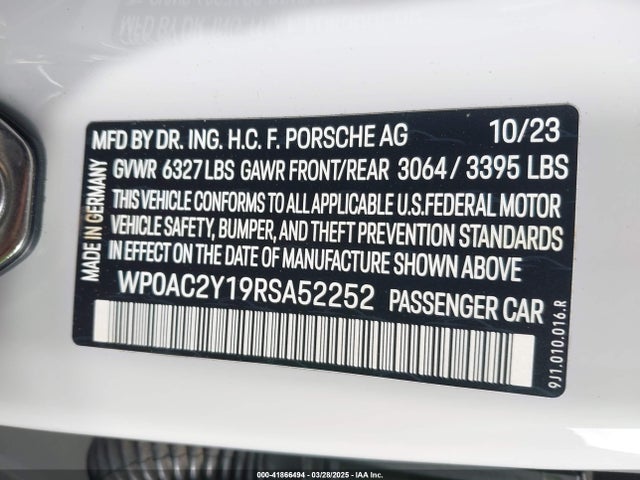 MFD BY DR. ING. H.C. F. PORSCHE AG 10/23
GVWR 6327 LBS GAWR FRONT/REAR 3064 / 3395 LBS
THIS VEHICLE CONFORMS TO ALL APPLICABLE U.S. FEDERAL MOTOR
VEHICLE SAFETY, BUMPER, AND THEFT PREVENTION STANDARDS
IN EFFECT ON THE DATE OF MANUFACTURE SHOWN ABOVE
WP0AC2Y19RSA52252 PASSENGER CAR
MADE IN GERMANY
9J1.010.016.R
000-41866494 - 03/28/2025 - IAA Inc.